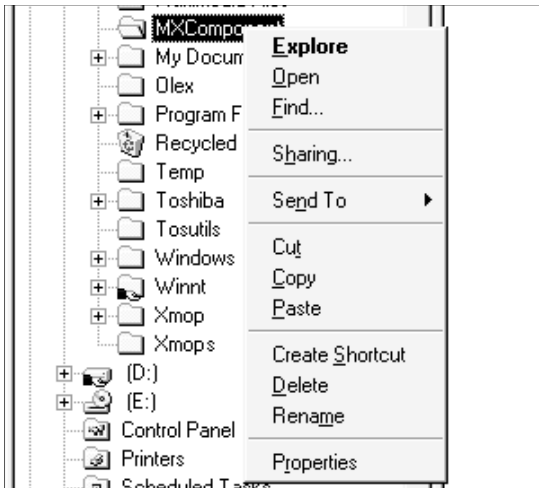 MXCompo
My Docum
Olex
Program F
Recycled
Temp
Toshiba
Tosutils
Windows
Winnt
Xmop
Xmops
(D:)
(E:)
Control Panel
Printers
Scheduled Tasks
Explore
Open
Find...
Sharing...
Send To
Cut
Copy
Paste
Create Shortcut
Delete
Rename
Properties